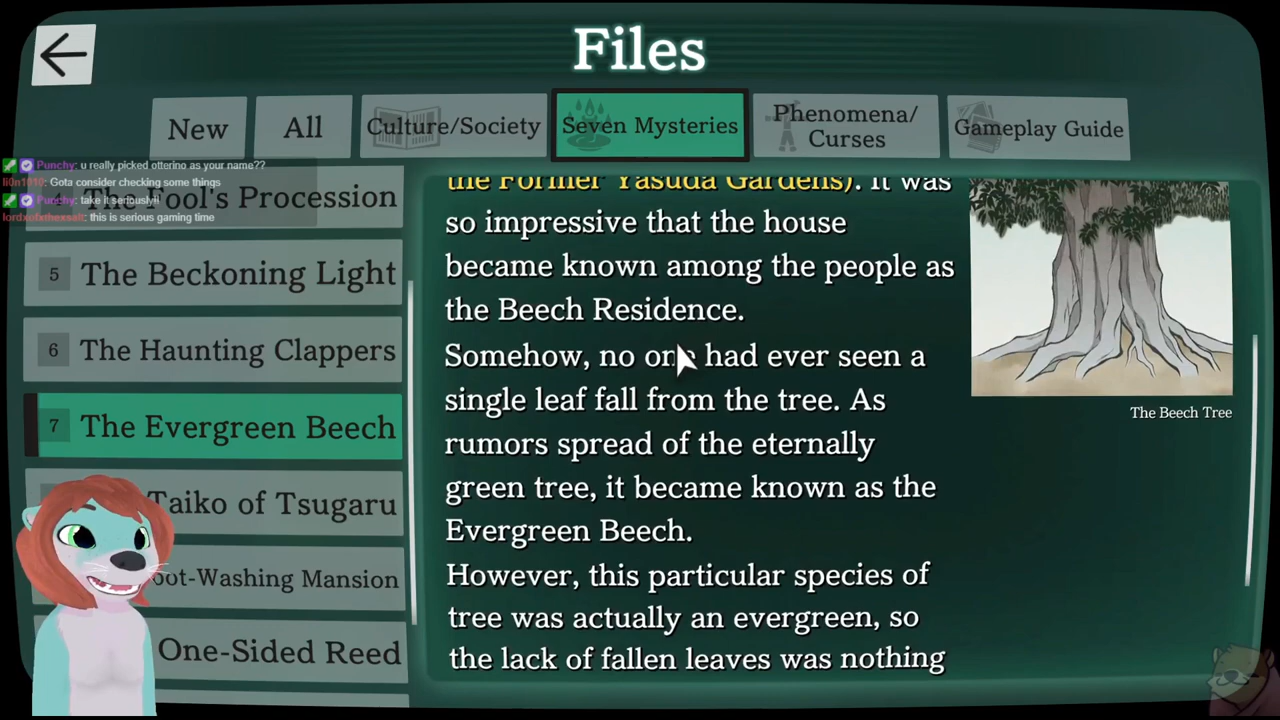 Files
New
All
Culture/Society
Seven Mysteries
Phenomena/
Curses
Gameplay Guide
Punchy: u really picked otterino as your name??
li0n1010: Gota consider checking some things
Punchy: take it seriously!!
this is serious gaming time
Fool's Procession
5 The Beckoning Light
6 The Haunting Clappers
7 The Evergreen Beech
Taiko of Tsugaru
oot-Washing Mansion
One-Sided Reed
the Former Yasuda Gardens). It was
so impressive that the house
became known among the people as
the Beech Residence.
Somehow, no one had ever seen a
single leaf fall from the tree. As
rumors spread of the eternally
green tree, it became known as the
Evergreen Beech.
However, this particular species of
tree was actually an evergreen, so
the lack of fallen leaves was nothing
The Beech Tree